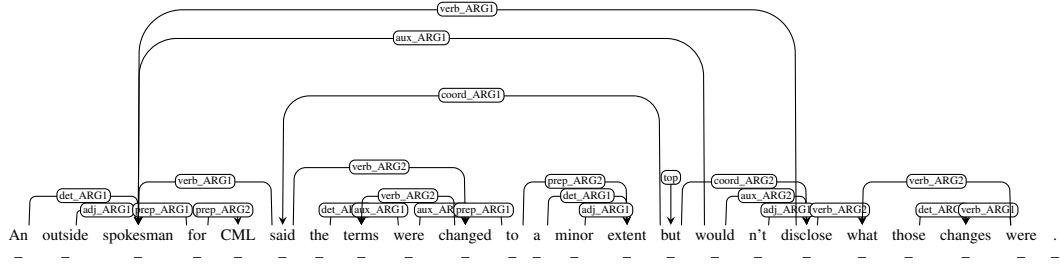 verb_ARG1
aux_ARG1
coord_ARG1
verb_ARG2
verb_ARG1 prep_ARG2 top coord_ARG2 verb_ARG2
det_ARG1 verb_ARG2 det_ARG1 aux_ARG2
adj_ARG1 prep_ARG1 prep_ARG2 aux_ARG1 prep_ARG1 adj_ARG1 verb_ARG2 verb_ARG1
An outside spokesman for CML said the terms were changed to a minor extent but would n't disclose what those changes were .
_ _ _ _ _ _ _ _ _ _ _ _ _ _ _ _ _ _ _ _ _ _ _